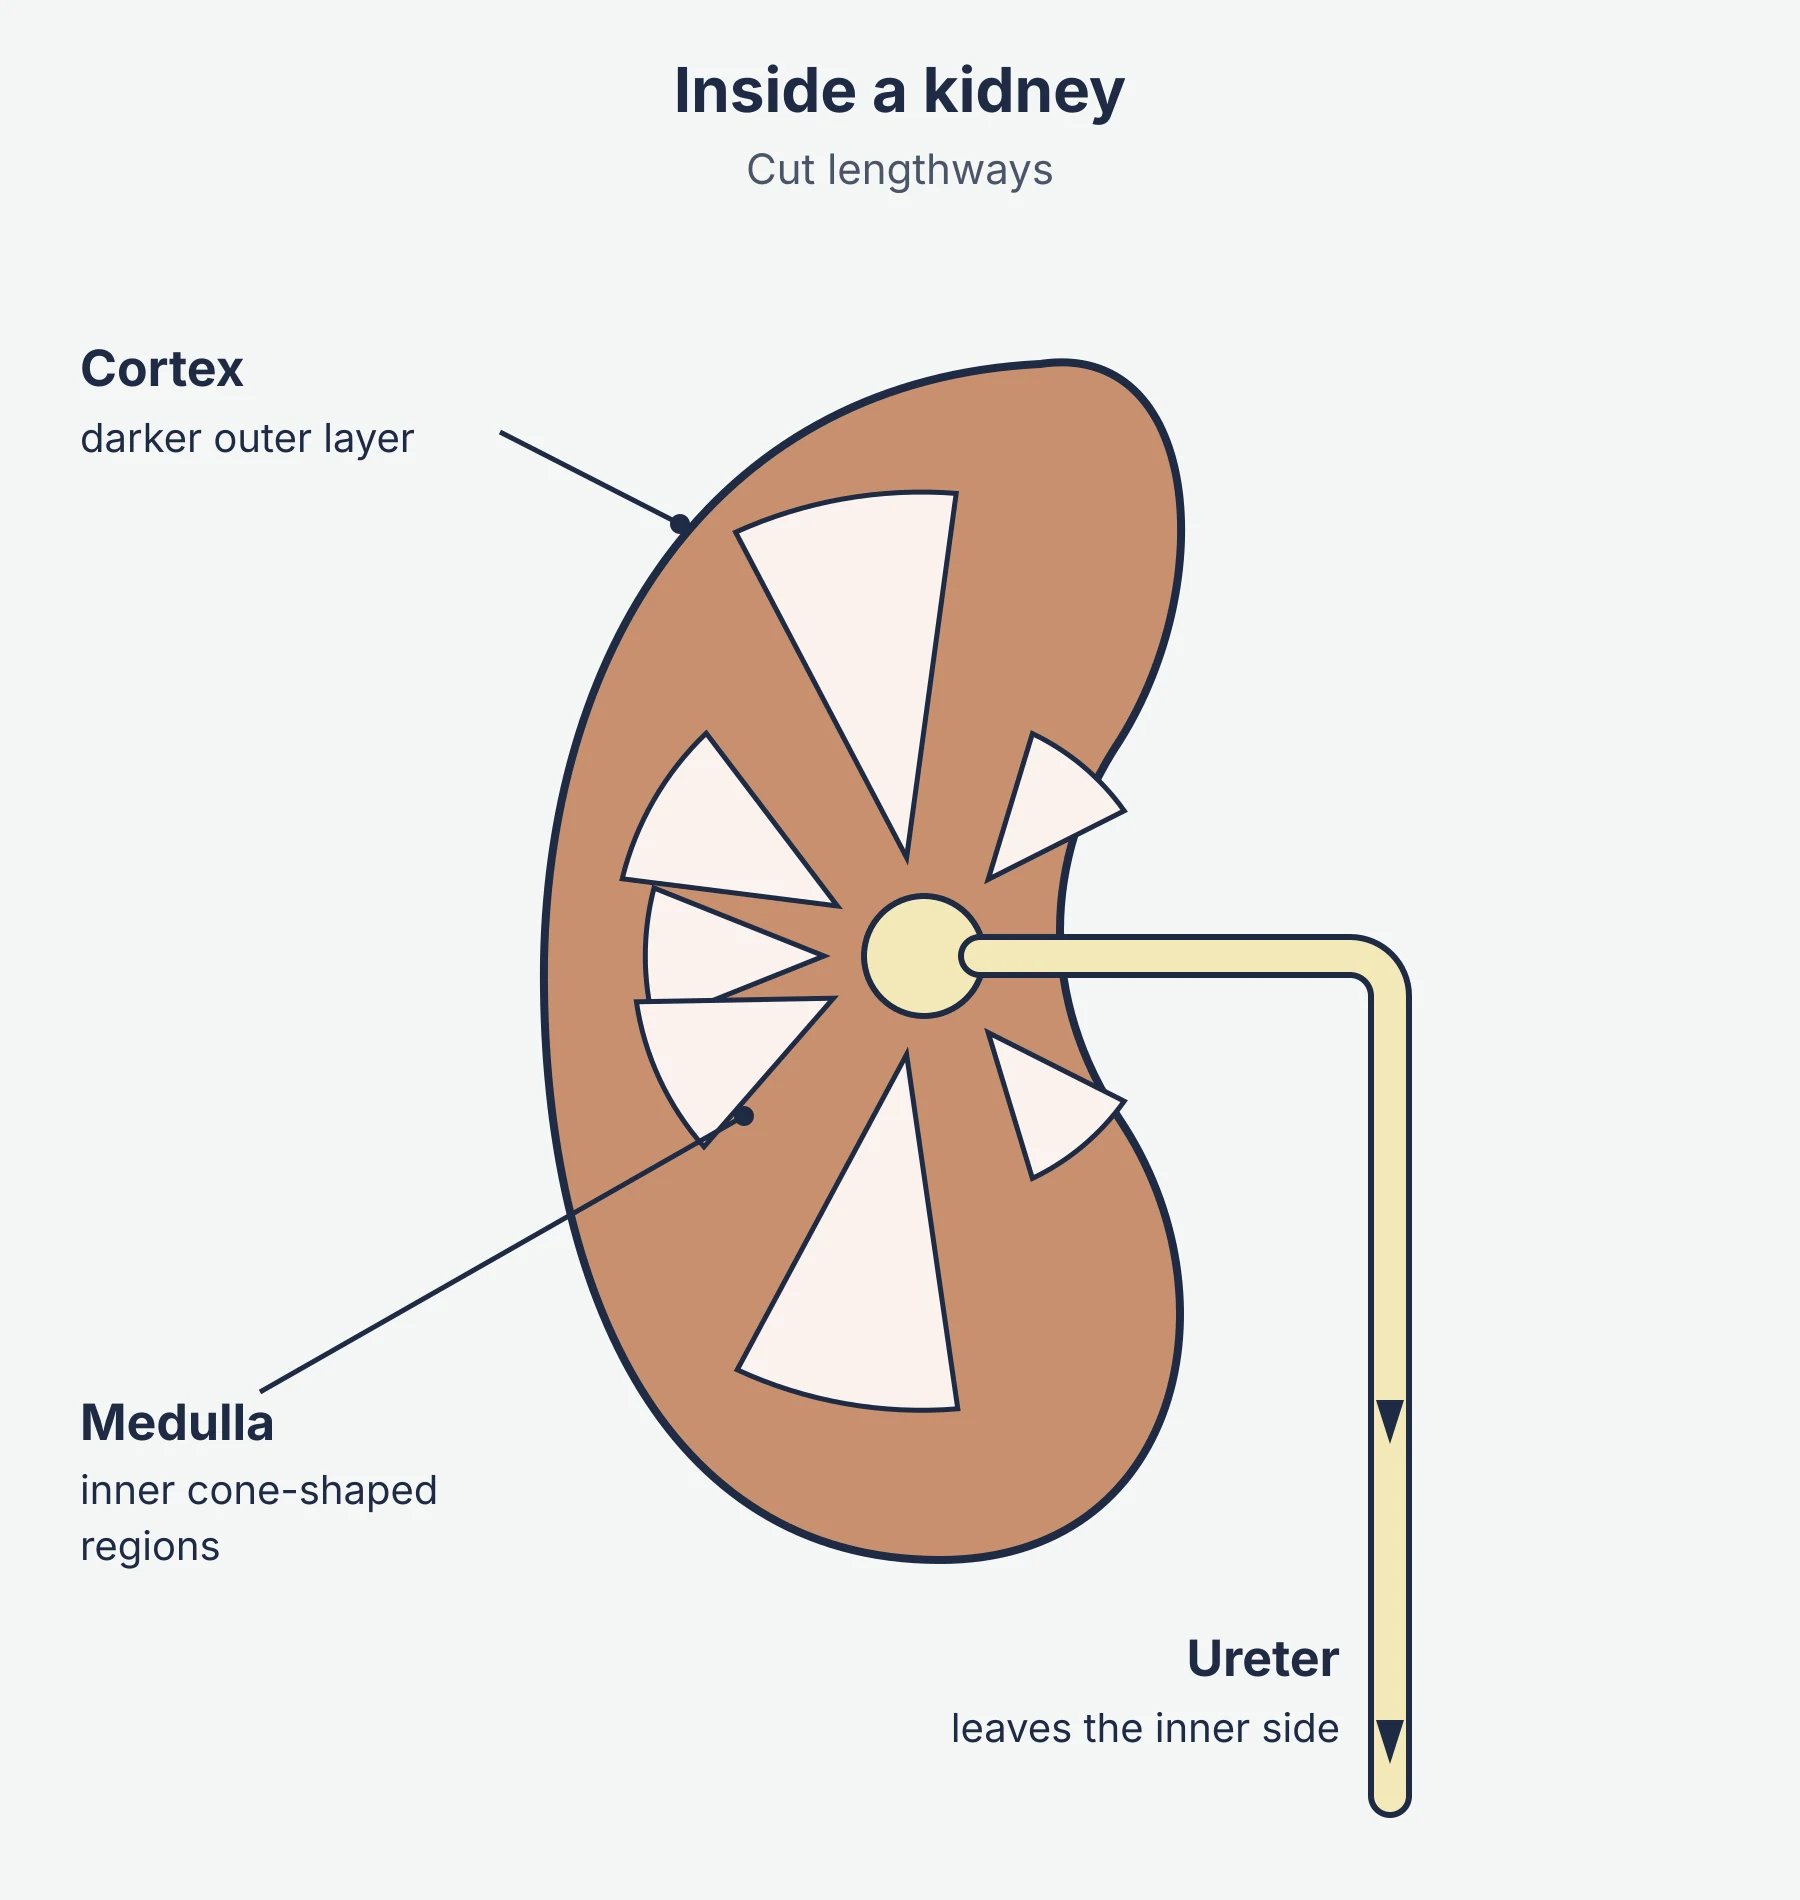 Inside a kidney
Cut lengthways
Cortex
darker outer layer
Medulla
inner cone-shaped
regions
Ureter
leaves the inner side